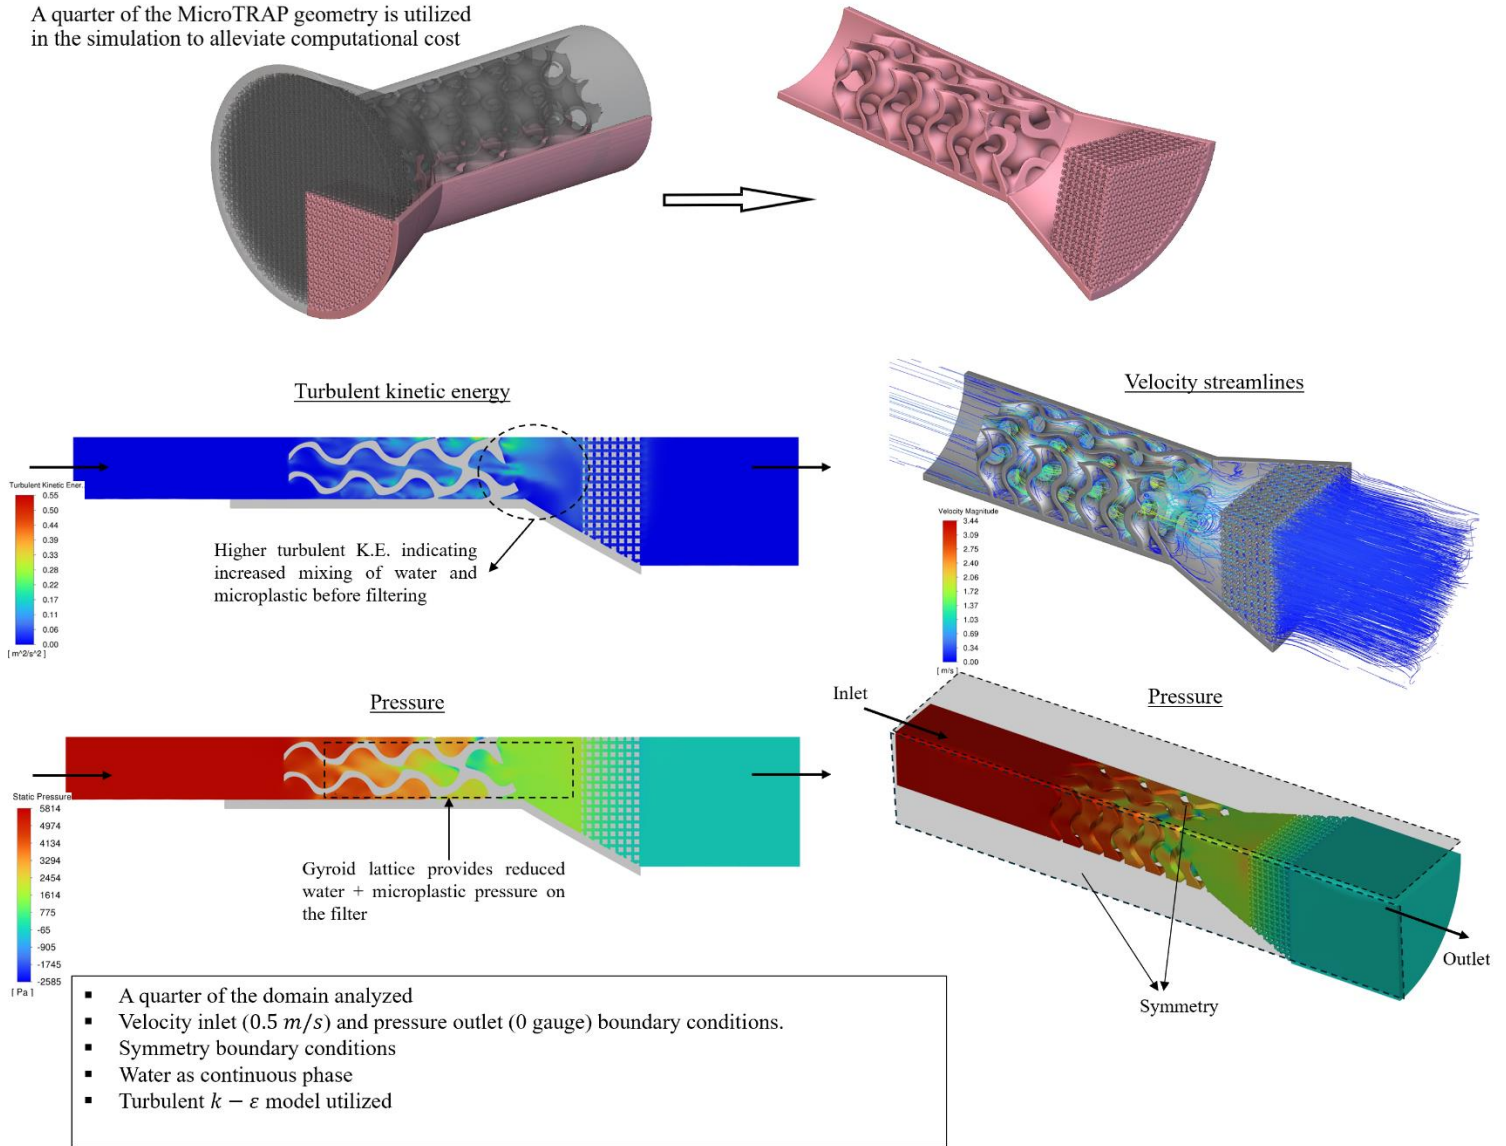 A quarter of the MicroTRAP geometry is utilized
in the simulation to alleviate computational cost
Turbulent kinetic energy
Turbulent Kinetic Ener.
0.55
0.50
0.44
0.39
0.33
0.28
0.22
0.17
0.11
0.06
0.00
[ m^2/s^2 ]
Higher turbulent K.E. indicating
increased mixing of water and
microplastic before filtering
Velocity streamlines
Velocity Magnitude
3.44
3.09
2.75
2.40
2.06
1.72
1.37
1.03
0.69
0.34
0.00
[ m/s ]
Pressure
Static Pressure
5814
4974
4134
3294
2454
1614
775
-65
-905
-1745
-2585
[ Pa ]
Gyroid lattice provides reduced
water + microplastic pressure on
the filter
Pressure
Inlet
Outlet
Symmetry
▪ A quarter of the domain analyzed
▪ Velocity inlet (0.5 m/s) and pressure outlet (0 gauge) boundary conditions.
▪ Symmetry boundary conditions
▪ Water as continuous phase
▪ Turbulent k − ε model utilized